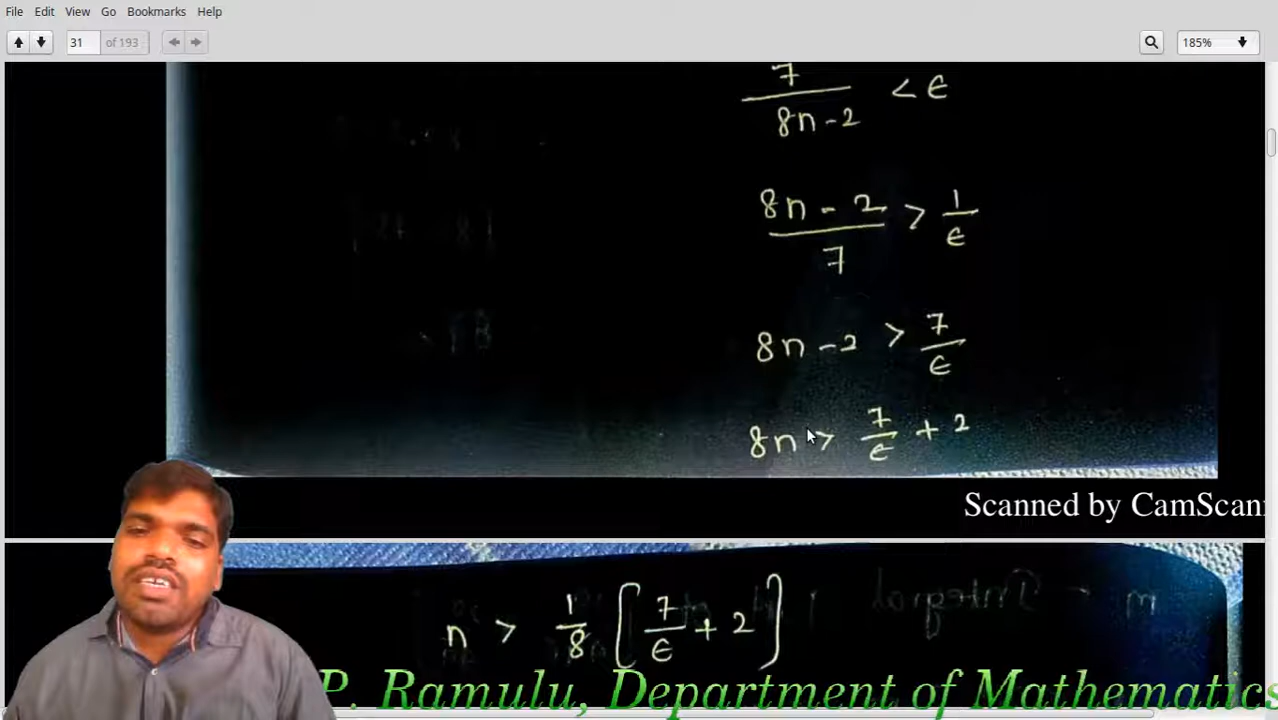 File Edit View Go Bookmarks Help
31 of 193 185%
7/(8n-2) < ε
(8n-2)/7 > 1/ε
8n-2 > 7/ε
8n > 7/ε + 2
Scanned by CamScan
n > 1/8 [7/ε + 2]
P. Ramulu, Department of Mathematics